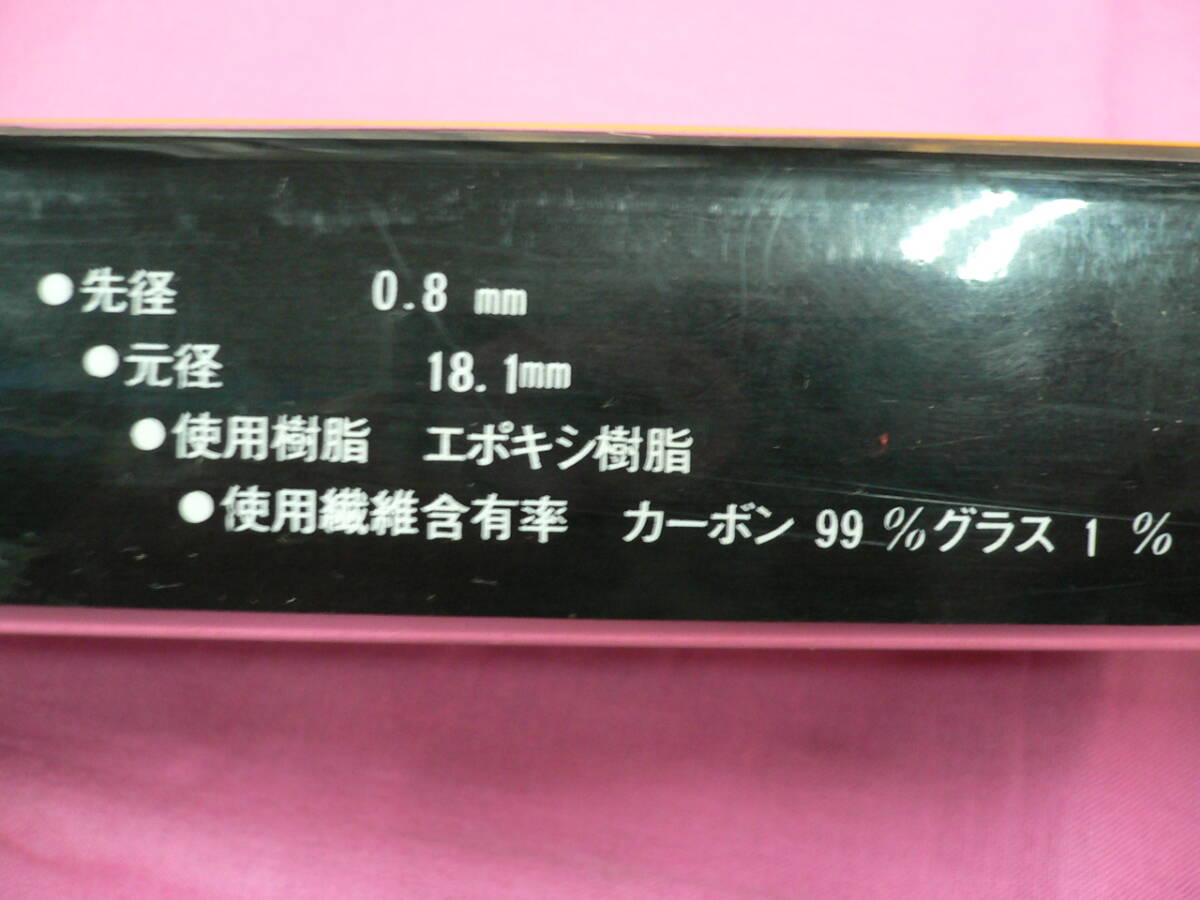 ●先径 0.8 mm
●元径 18.1mm
●使用樹脂 エポキシ樹脂
●使用繊維含有率 カーボン 99 %グラス 1 %